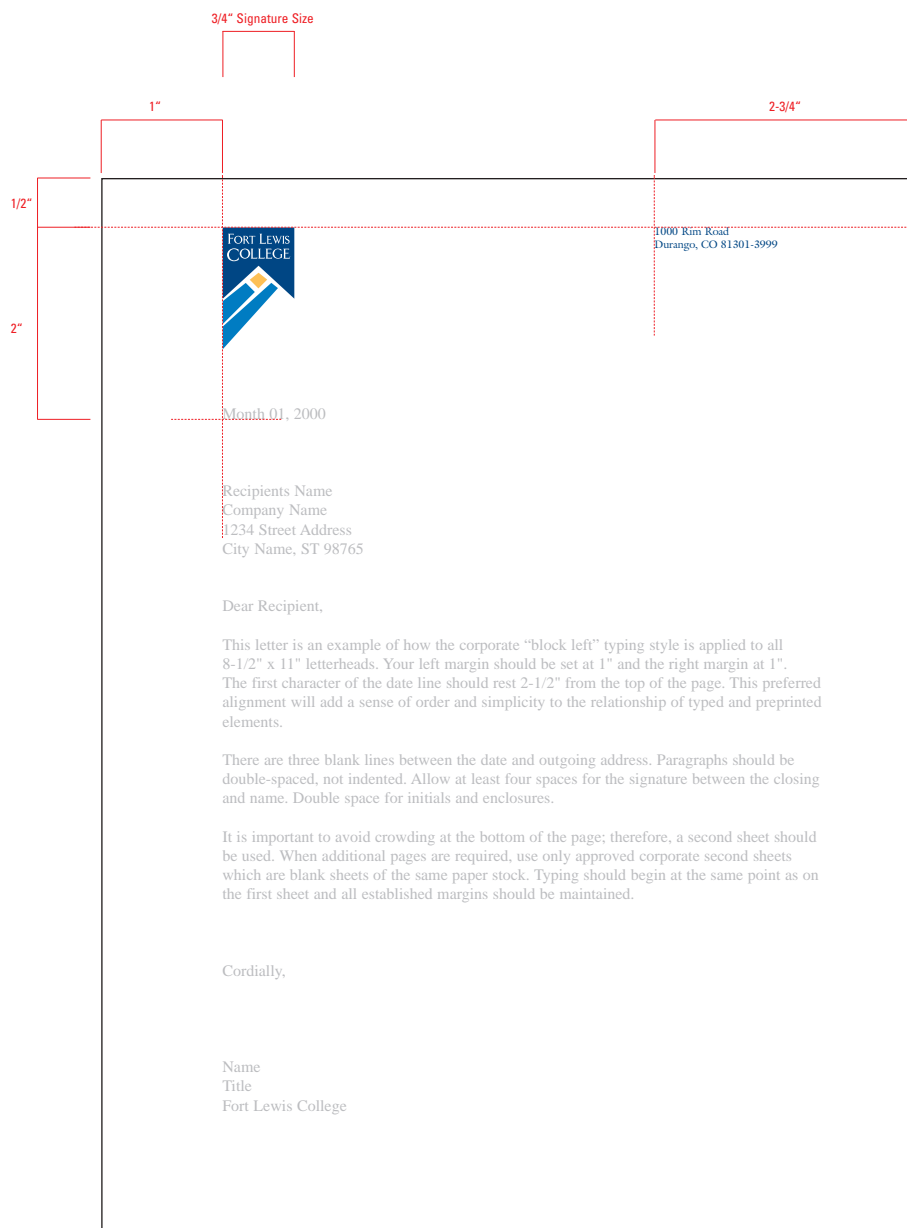 3/4“ Signature Size
1“
2-3/4“
1/2“
FORT LEWIS
COLLEGE
1000 Rim Road
Durango, CO 81301-3999
2“
Month 01, 2000
Recipients Name
Company Name
1234 Street Address
City Name, ST 98765
Dear Recipient,
This letter is an example of how the corporate “block left” typing style is applied to all
8-1/2" x 11" letterheads. Your left margin should be set at 1" and the right margin at 1".
The first character of the date line should rest 2-1/2" from the top of the page. This preferred
alignment will add a sense of order and simplicity to the relationship of typed and preprinted
elements.
There are three blank lines between the date and outgoing address. Paragraphs should be
double-spaced, not indented. Allow at least four spaces for the signature between the closing
and name. Double space for initials and enclosures.
It is important to avoid crowding at the bottom of the page; therefore, a second sheet should
be used. When additional pages are required, use only approved corporate second sheets
which are blank sheets of the same paper stock. Typing should begin at the same point as on
the first sheet and all established margins should be maintained.
Cordially,
Name
Title
Fort Lewis College